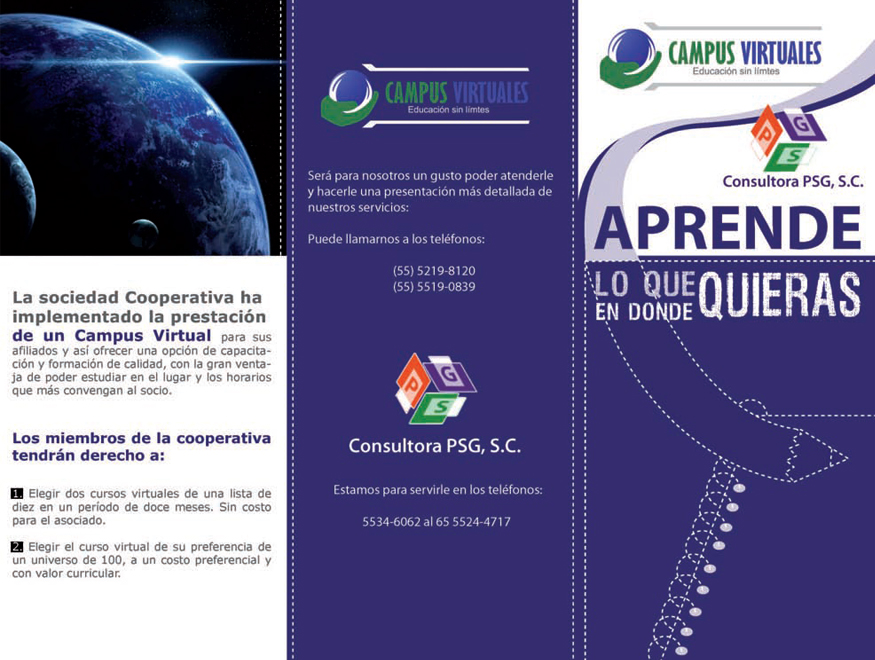 La sociedad Cooperativa ha
implementado la prestación
de un Campus Virtual para sus
afiliados y así ofrecer una opción de capacita-
ción y formación de calidad, con la gran venta-
ja de poder estudiar en el lugar y los horarios
que más convengan al socio.
Los miembros de la cooperativa
tendrán derecho a:
1. Elegir dos cursos virtuales de una lista de
diez en un período de doce meses. Sin costo
para el asociado.
2. Elegir el curso virtual de su preferencia de
un universo de 100, a un costo preferencial y
con valor curricular.
CAMPUS VIRTUALES
Educación sin límtes
Será para nosotros un gusto poder atenderle
y hacerle una presentación más detallada de
nuestros servicios:
Puede llamarnos a los teléfonos:
(55) 5219-8120
(55) 5519-0839
P G S
Consultora PSG, S.C.
Estamos para servirle en los teléfonos:
5534-6062 al 65 5524-4717
CAMPUS VIRTUALES
Educación sin límtes
P G S
Consultora PSG, S.C.
APRENDE
LO QUE QUIERAS
EN DONDE